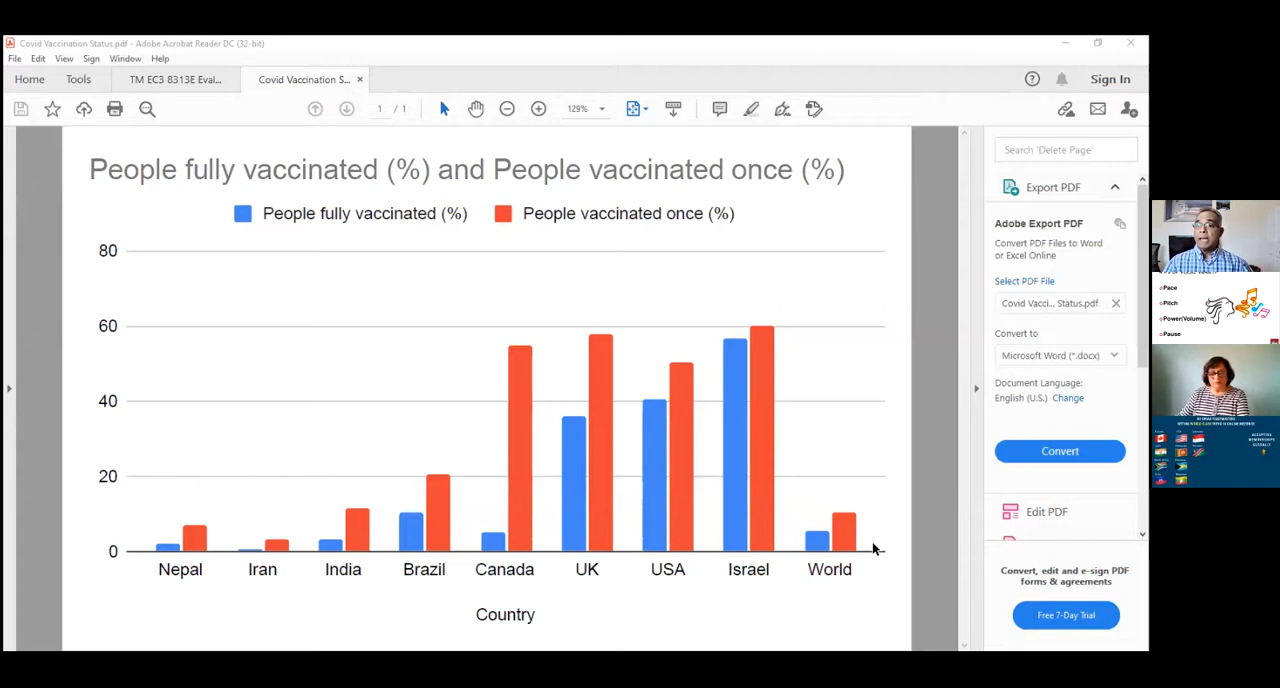 Covid Vaccination Status.pdf - Adobe Acrobat Reader DC (32-bit)
File Edit View Sign Window Help
Home Tools TM EC3 8313E Eval... Covid Vaccination S... × Sign In
1 / 1 129%
People fully vaccinated (%) and People vaccinated once (%)
People fully vaccinated (%) People vaccinated once (%)
80
60
40
20
0
Nepal Iran India Brazil Canada UK USA Israel World
Country
Search 'Delete Page'
Export PDF
Adobe Export PDF
Convert PDF Files to Word
or Excel Online
Select PDF File
Covid Vacci... Status.pdf
Convert to
Microsoft Word (*.docx)
Document Language:
English (U.S.) Change
Convert
Edit PDF
Convert, edit and e-sign PDF
forms & agreements
Free 7-Day Trial
Pace
Pitch
Power(Volume)
Pause
ACCEPTING
MEMBERSHIPS
GLOBALLY